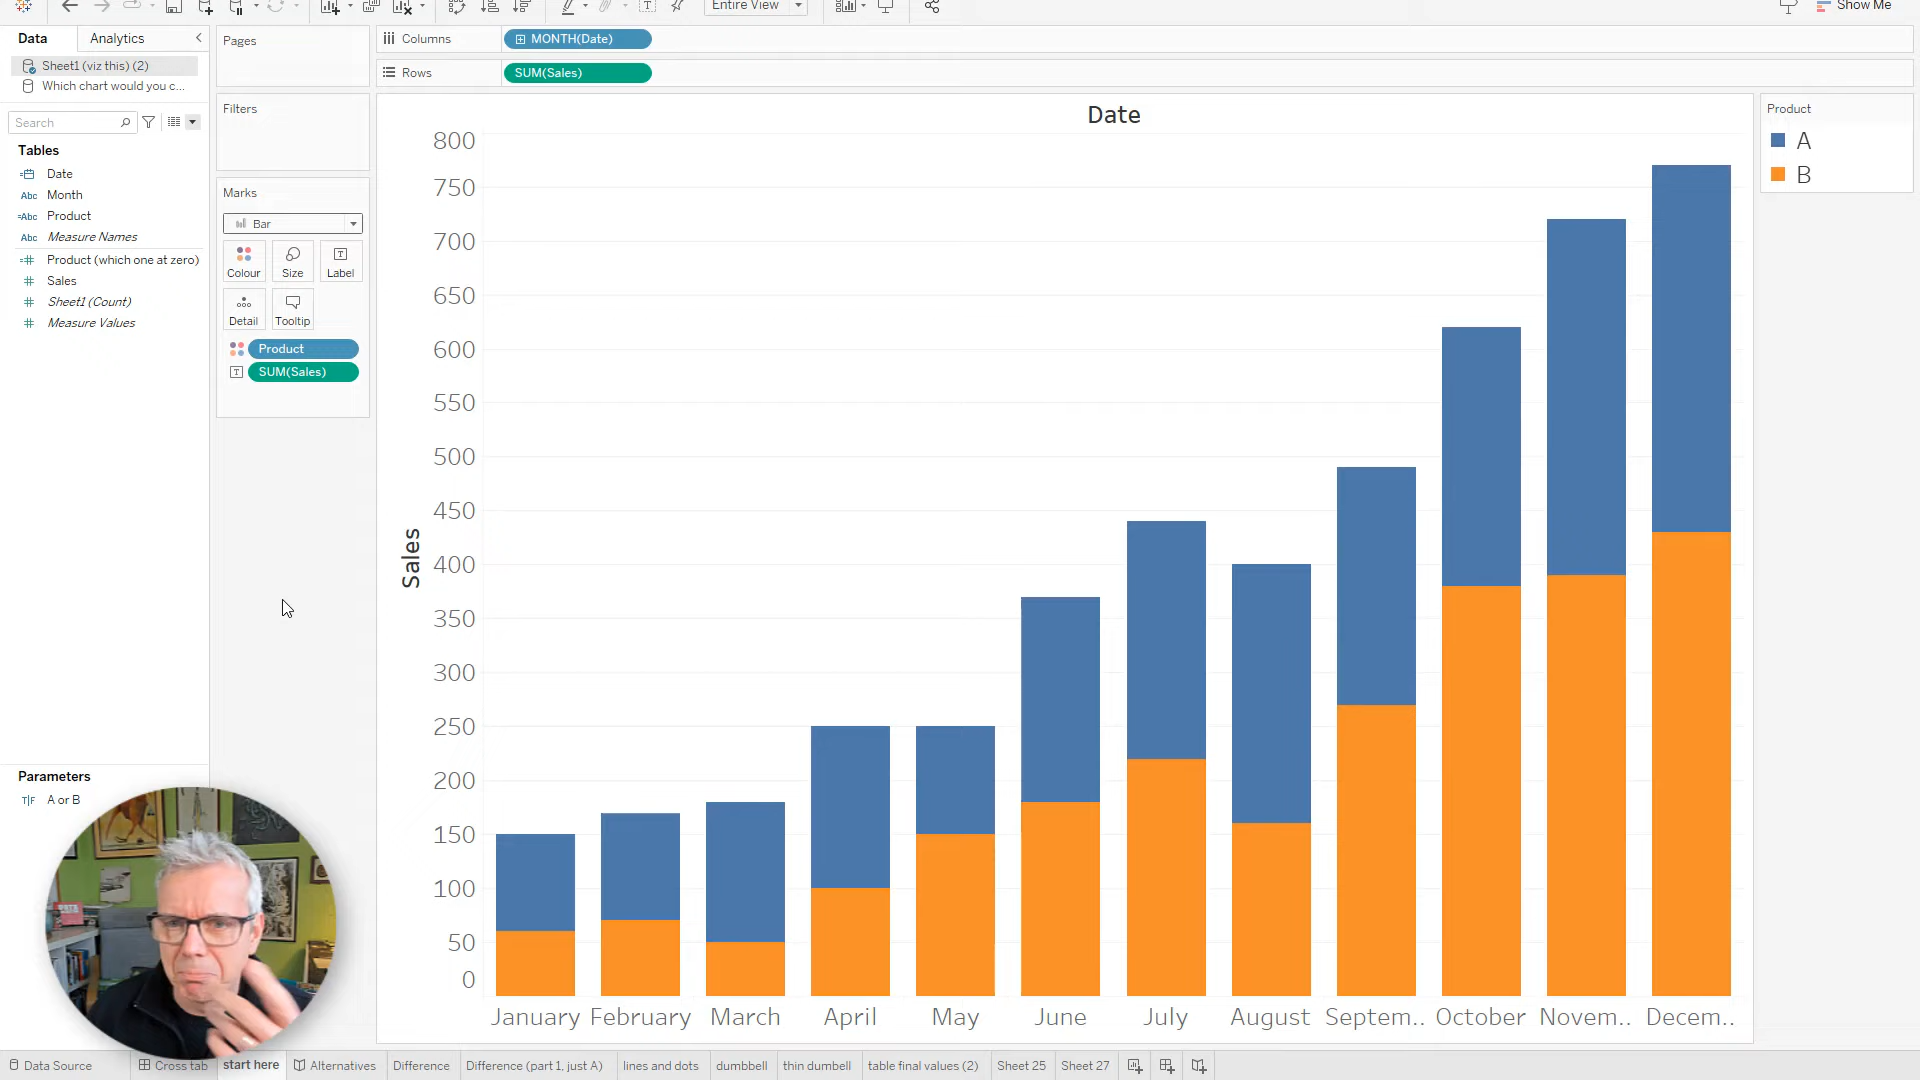 Entire View
Show Me
Data
Analytics
Sheet1 (viz this) (2)
Which chart would you c...
Search
Tables
Date
Abc Month
=Abc Product
Abc Measure Names
=# Product (which one at zero)
# Sales
# Sheet1 (Count)
# Measure Values
Parameters
T|F A or B
Pages
Filters
Marks
Bar
Colour
Size
Label
Detail
Tooltip
Product
SUM(Sales)
Columns
MONTH(Date)
Rows
SUM(Sales)
Date
Sales
800
750
700
650
600
550
500
450
400
350
300
250
200
150
100
50
0
January February March April May June July August Septem.. October Novem.. Decem..
Product
A
B
Data Source
Cross tab
start here
Alternatives
Difference
Difference (part 1, just A)
lines and dots
dumbbell
thin dumbell
table final values (2)
Sheet 25
Sheet 27